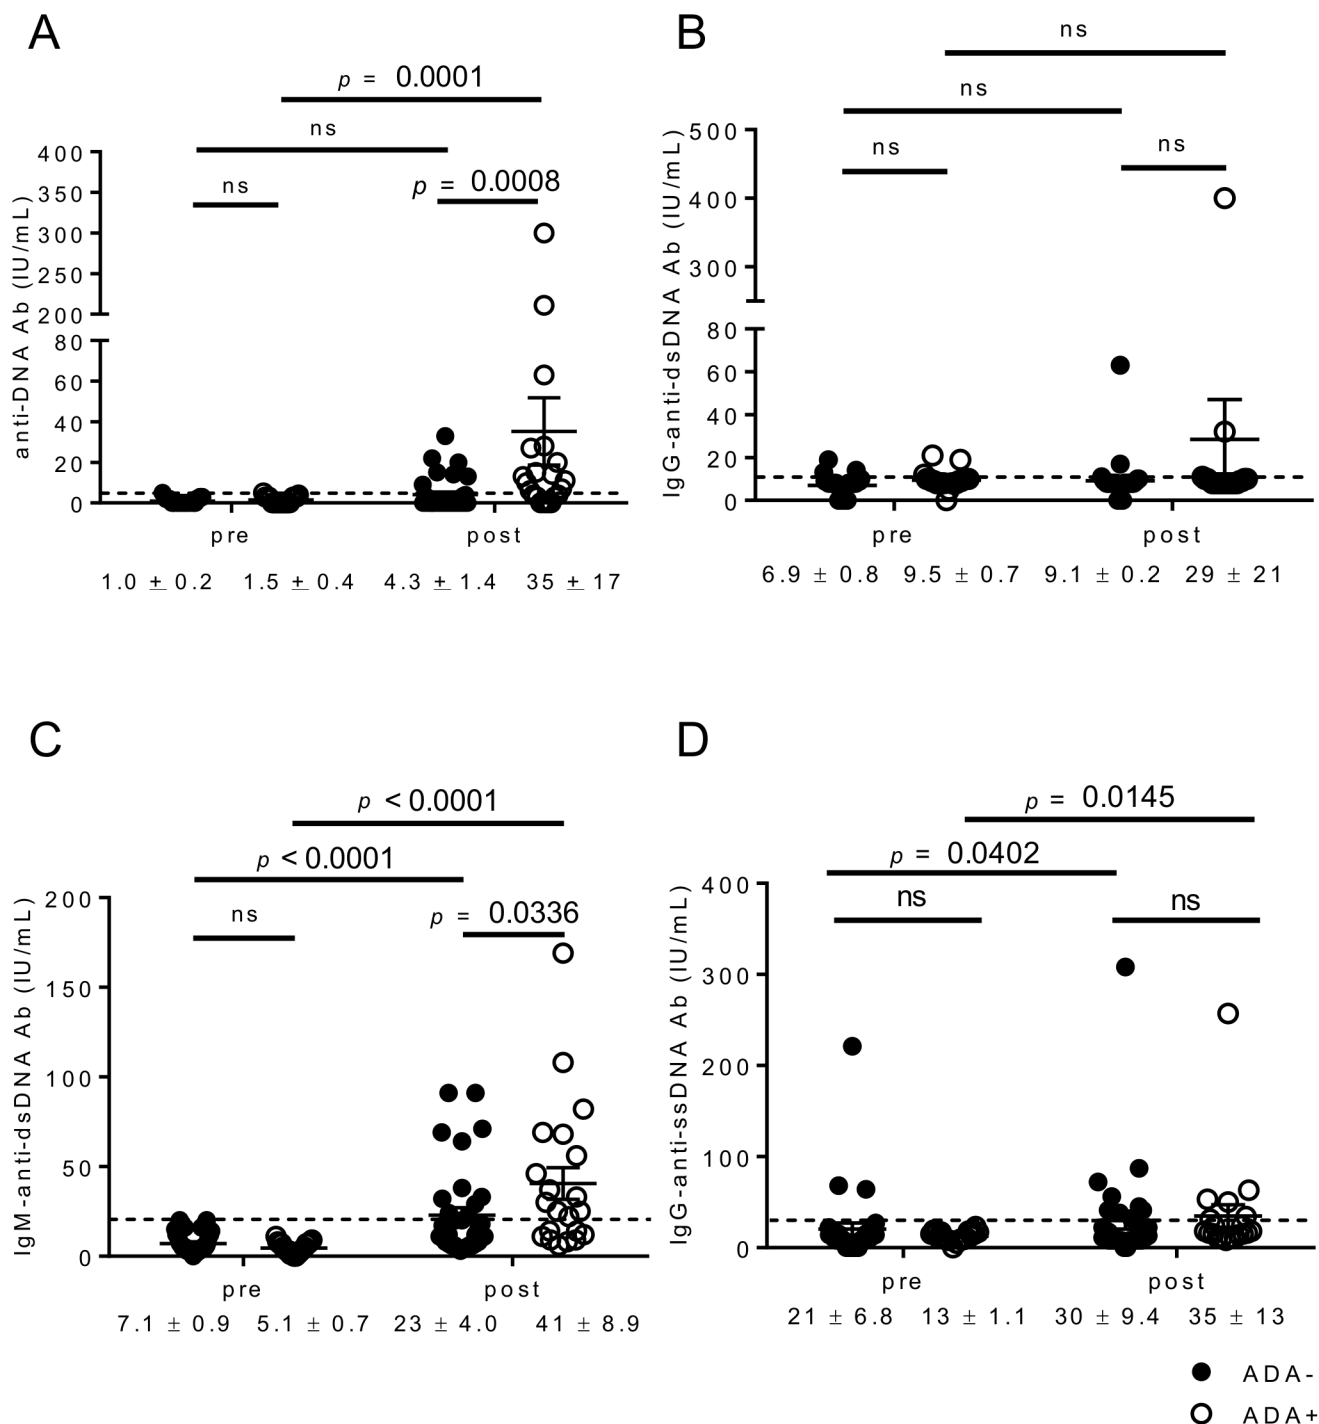 A
p = 0.0001
ns
ns
p = 0.0008
anti-DNA Ab (IU/mL)
400
350
300
250
200
80
60
40
20
0
pre
post
1.0 ± 0.2
1.5 ± 0.4
4.3 ± 1.4
35 ± 17
B
ns
ns
ns
ns
IgG-anti-dsDNA Ab (IU/mL)
500
400
300
80
60
40
20
0
pre
post
6.9 ± 0.8
9.5 ± 0.7
9.1 ± 0.2
29 ± 21
C
p < 0.0001
p < 0.0001
ns
p = 0.0336
IgM-anti-dsDNA Ab (IU/mL)
200
150
100
50
0
pre
post
7.1 ± 0.9
5.1 ± 0.7
23 ± 4.0
41 ± 8.9
D
p = 0.0145
p = 0.0402
ns
ns
IgG-anti-ssDNA Ab (IU/mL)
400
300
200
100
0
pre
post
21 ± 6.8
13 ± 1.1
30 ± 9.4
35 ± 13
ADA-
ADA+